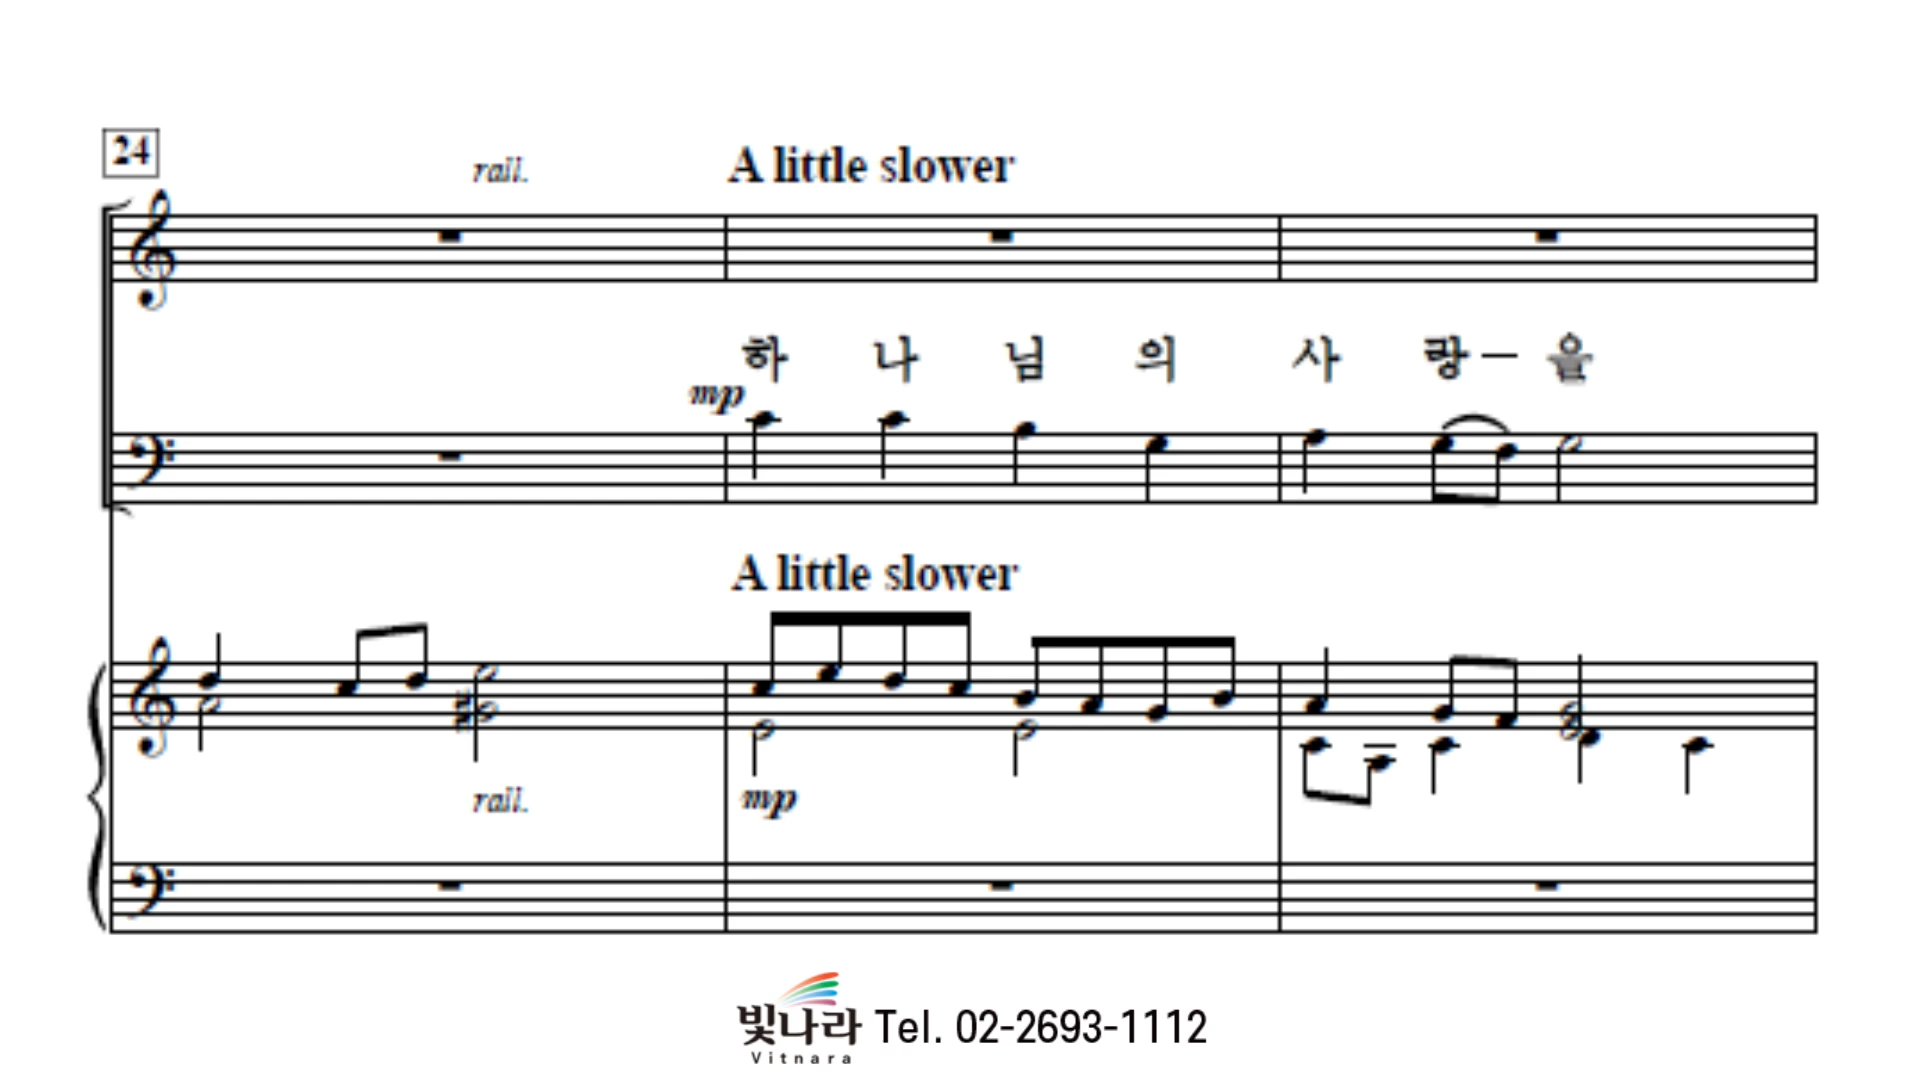 24
rall.
A little slower
하 나 님 의 사 랑 - 을
mp
A little slower
rall.
mp
빛나라 Tel. 02-2693-1112
Vitnara